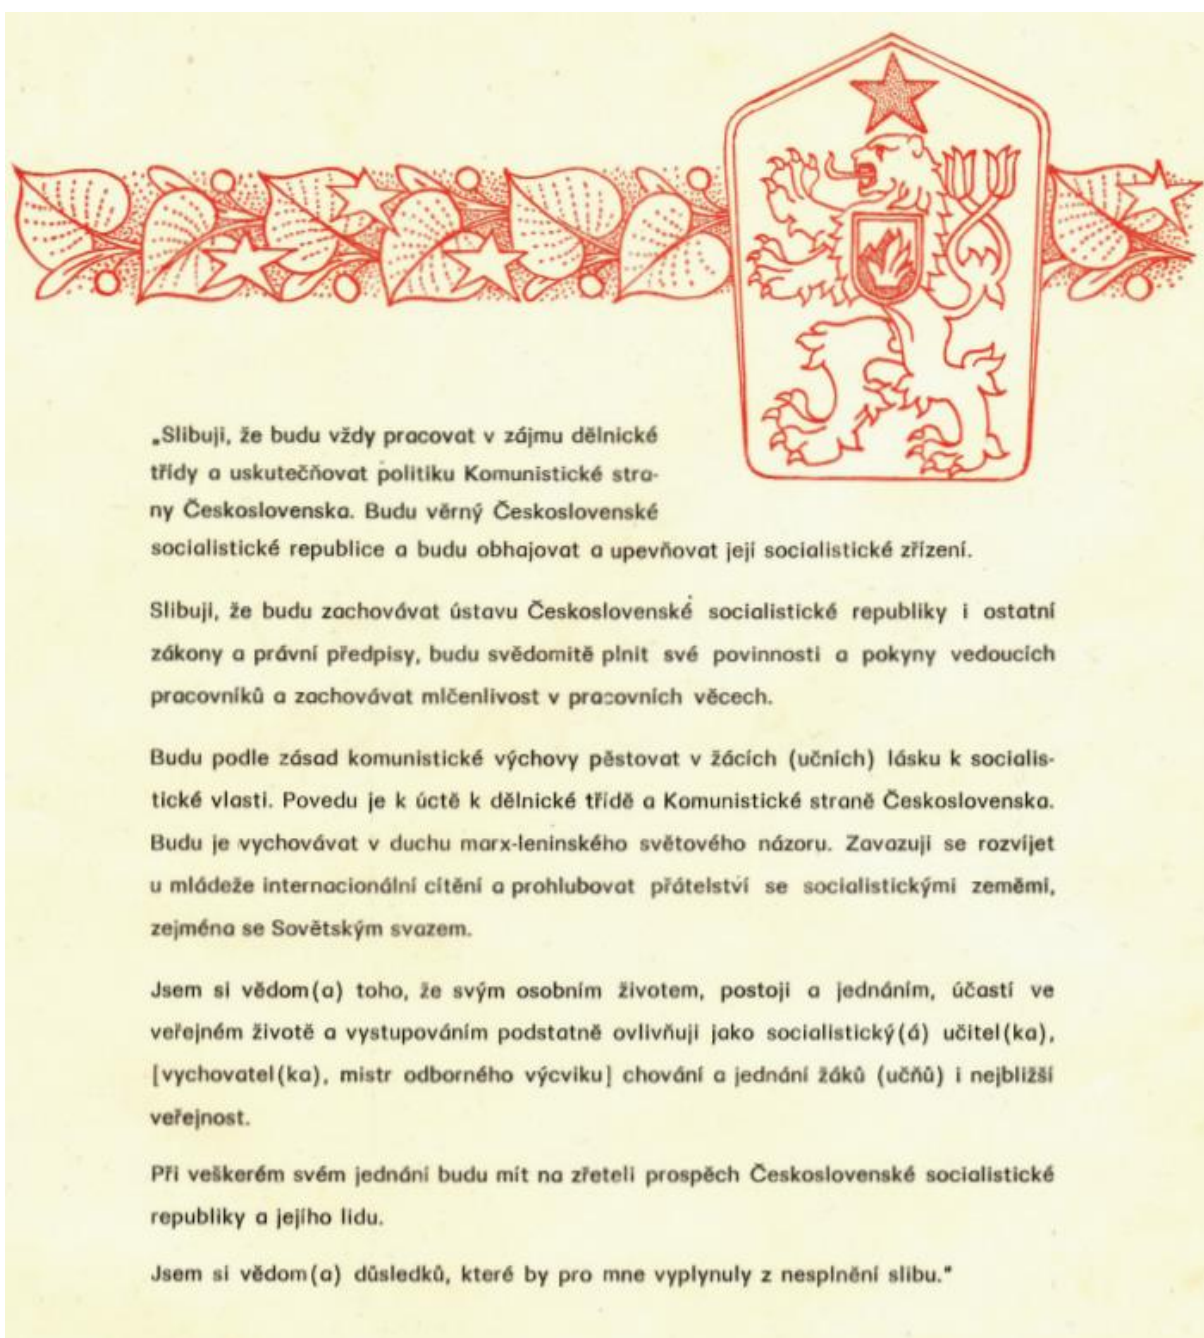 „Slibuji, že budu vždy pracovat v zájmu dělnické
třídy a uskutečňovat politiku Komunistické stra-
ny Československa. Budu věrný Československé
socialistické republice a budu obhajovat a upevňovat její socialistické zřízení.
Slibuji, že budu zachovávat ústavu Československé socialistické republiky i ostatní
zákony a právní předpisy, budu svědomitě plnit své povinnosti a pokyny vedoucích
pracovníků a zachovávat mlčenlivost v pracovních věcech.
Budu podle zásad komunistické výchovy pěstovat v žácích (učních) lásku k socialis-
tické vlasti. Povedu je k úctě k dělnické třídě a Komunistické straně Československa.
Budu je vychovávat v duchu marx-leninského světového názoru. Zavazuji se rozvíjet
u mládeže internacionální cítění a prohlubovat přátelství se socialistickými zeměmi,
zejména se Sovětským svazem.
Jsem si vědom(a) toho, že svým osobním životem, postoji a jednáním, účastí ve
veřejném životě a vystupováním podstatně ovlivňuji jako socialistický(á) učitel(ka),
[vychovatel(ka), mistr odborného výcviku] chování a jednání žáků (učňů) i nejbližší
veřejnost.
Při veškerém svém jednání budu mít na zřeteli prospěch Československé socialistické
republiky a jejího lidu.
Jsem si vědom(a) důsledků, které by pro mne vyplynuly z nesplnění slibu."